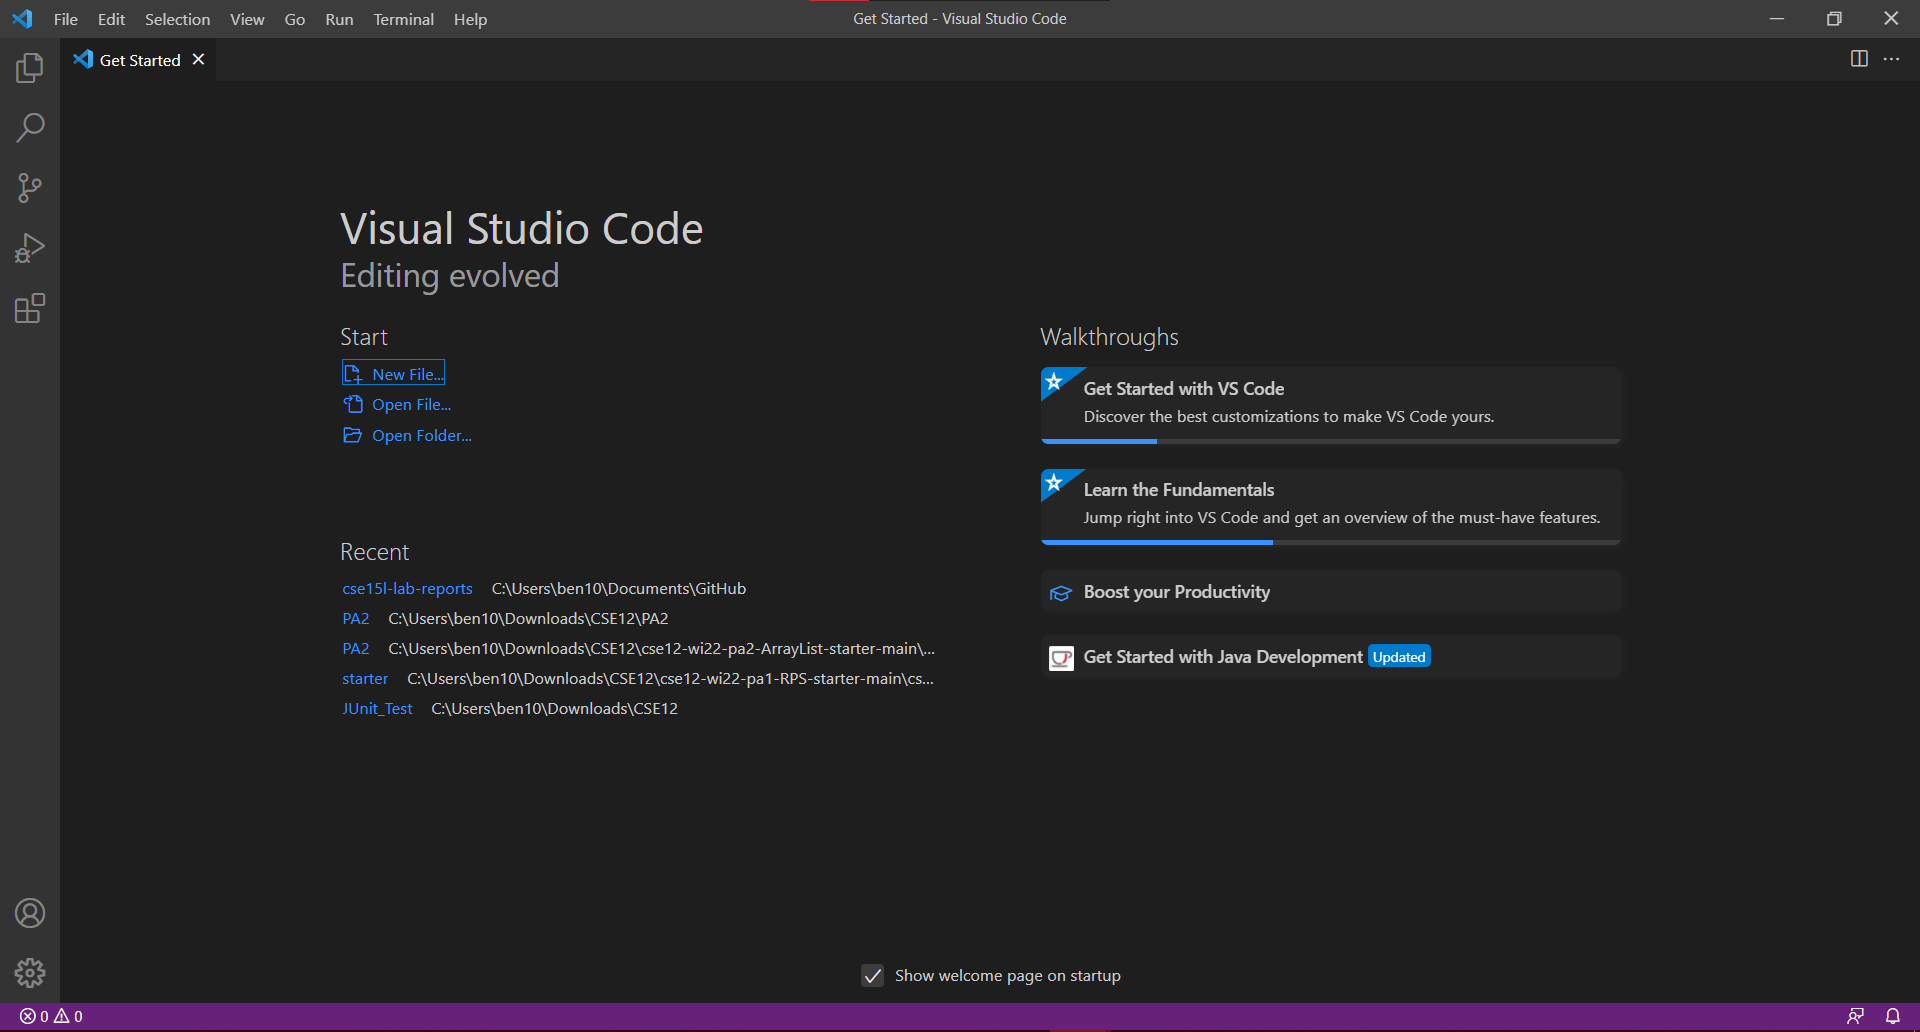 File Edit Selection View Go Run Terminal Help Get Started - Visual Studio Code
Get Started
Visual Studio Code
Editing evolved
Start
New File...
Open File...
Open Folder...
Recent
cse15l-lab-reports C:\Users\ben10\Documents\GitHub
PA2 C:\Users\ben10\Downloads\CSE12\PA2
PA2 C:\Users\ben10\Downloads\CSE12\cse12-wi22-pa2-ArrayList-starter-main\...
starter C:\Users\ben10\Downloads\CSE12\cse12-wi22-pa1-RPS-starter-main\cs...
JUnit_Test C:\Users\ben10\Downloads\CSE12
Walkthroughs
Get Started with VS Code
Discover the best customizations to make VS Code yours.
Learn the Fundamentals
Jump right into VS Code and get an overview of the must-have features.
Boost your Productivity
Get Started with Java Development Updated
Show welcome page on startup
0 0